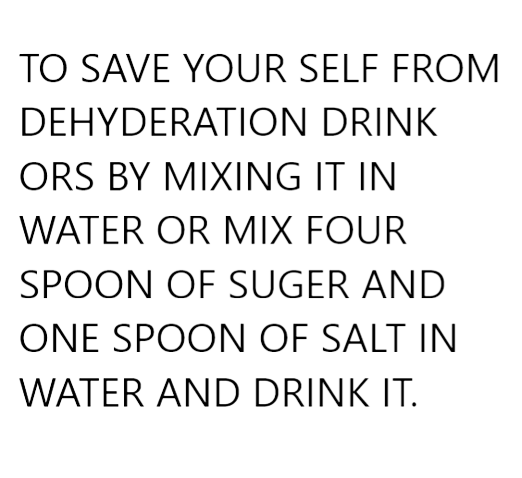 TO SAVE YOUR SELF FROM
DEHYDERATION DRINK
ORS BY MIXING IT IN
WATER OR MIX FOUR
SPOON OF SUGER AND
ONE SPOON OF SALT IN
WATER AND DRINK IT.